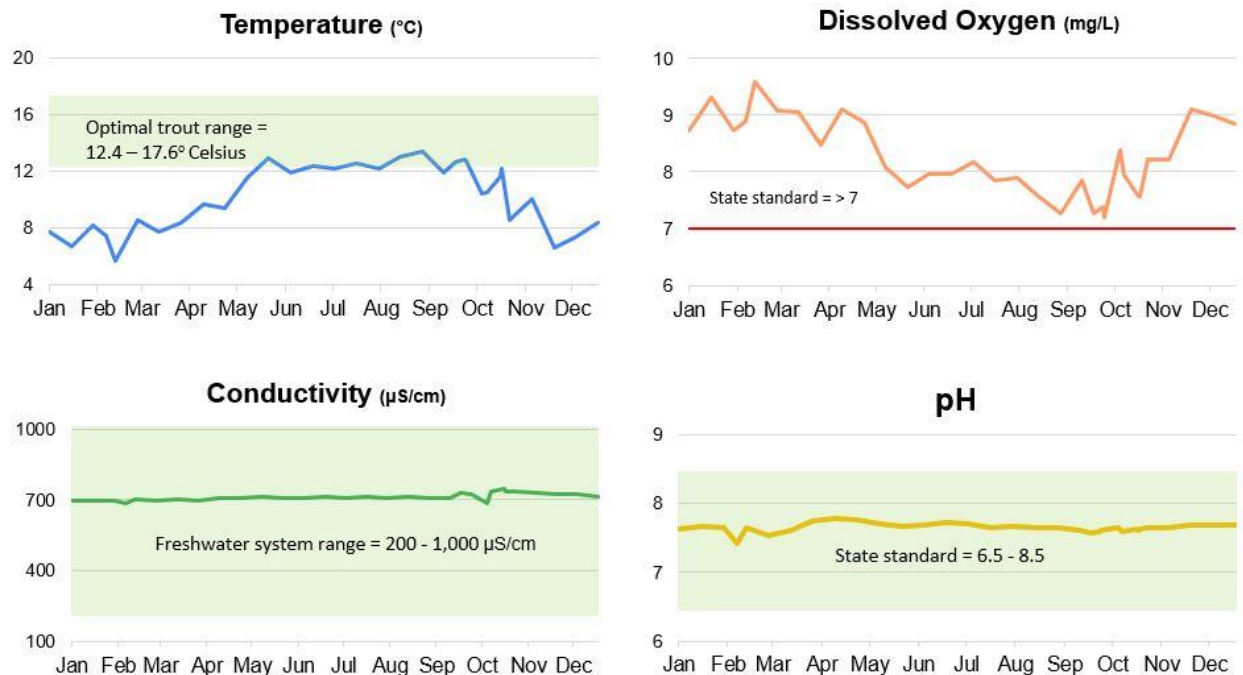 Temperature (°C)
20
16
12
8
4
Optimal trout range =
12.4 – 17.6º Celsius
Jan Feb Mar Apr May Jun Jul Aug Sep Oct Nov Dec
Dissolved Oxygen (mg/L)
10
9
8
7
6
State standard = > 7
Jan Feb Mar Apr May Jun Jul Aug Sep Oct Nov Dec
Conductivity (µS/cm)
1000
700
400
100
Freshwater system range = 200 - 1,000 µS/cm
Jan Feb Mar Apr May Jun Jul Aug Sep Oct Nov Dec
pH
9
8
7
6
State standard = 6.5 - 8.5
Jan Feb Mar Apr May Jun Jul Aug Sep Oct Nov Dec